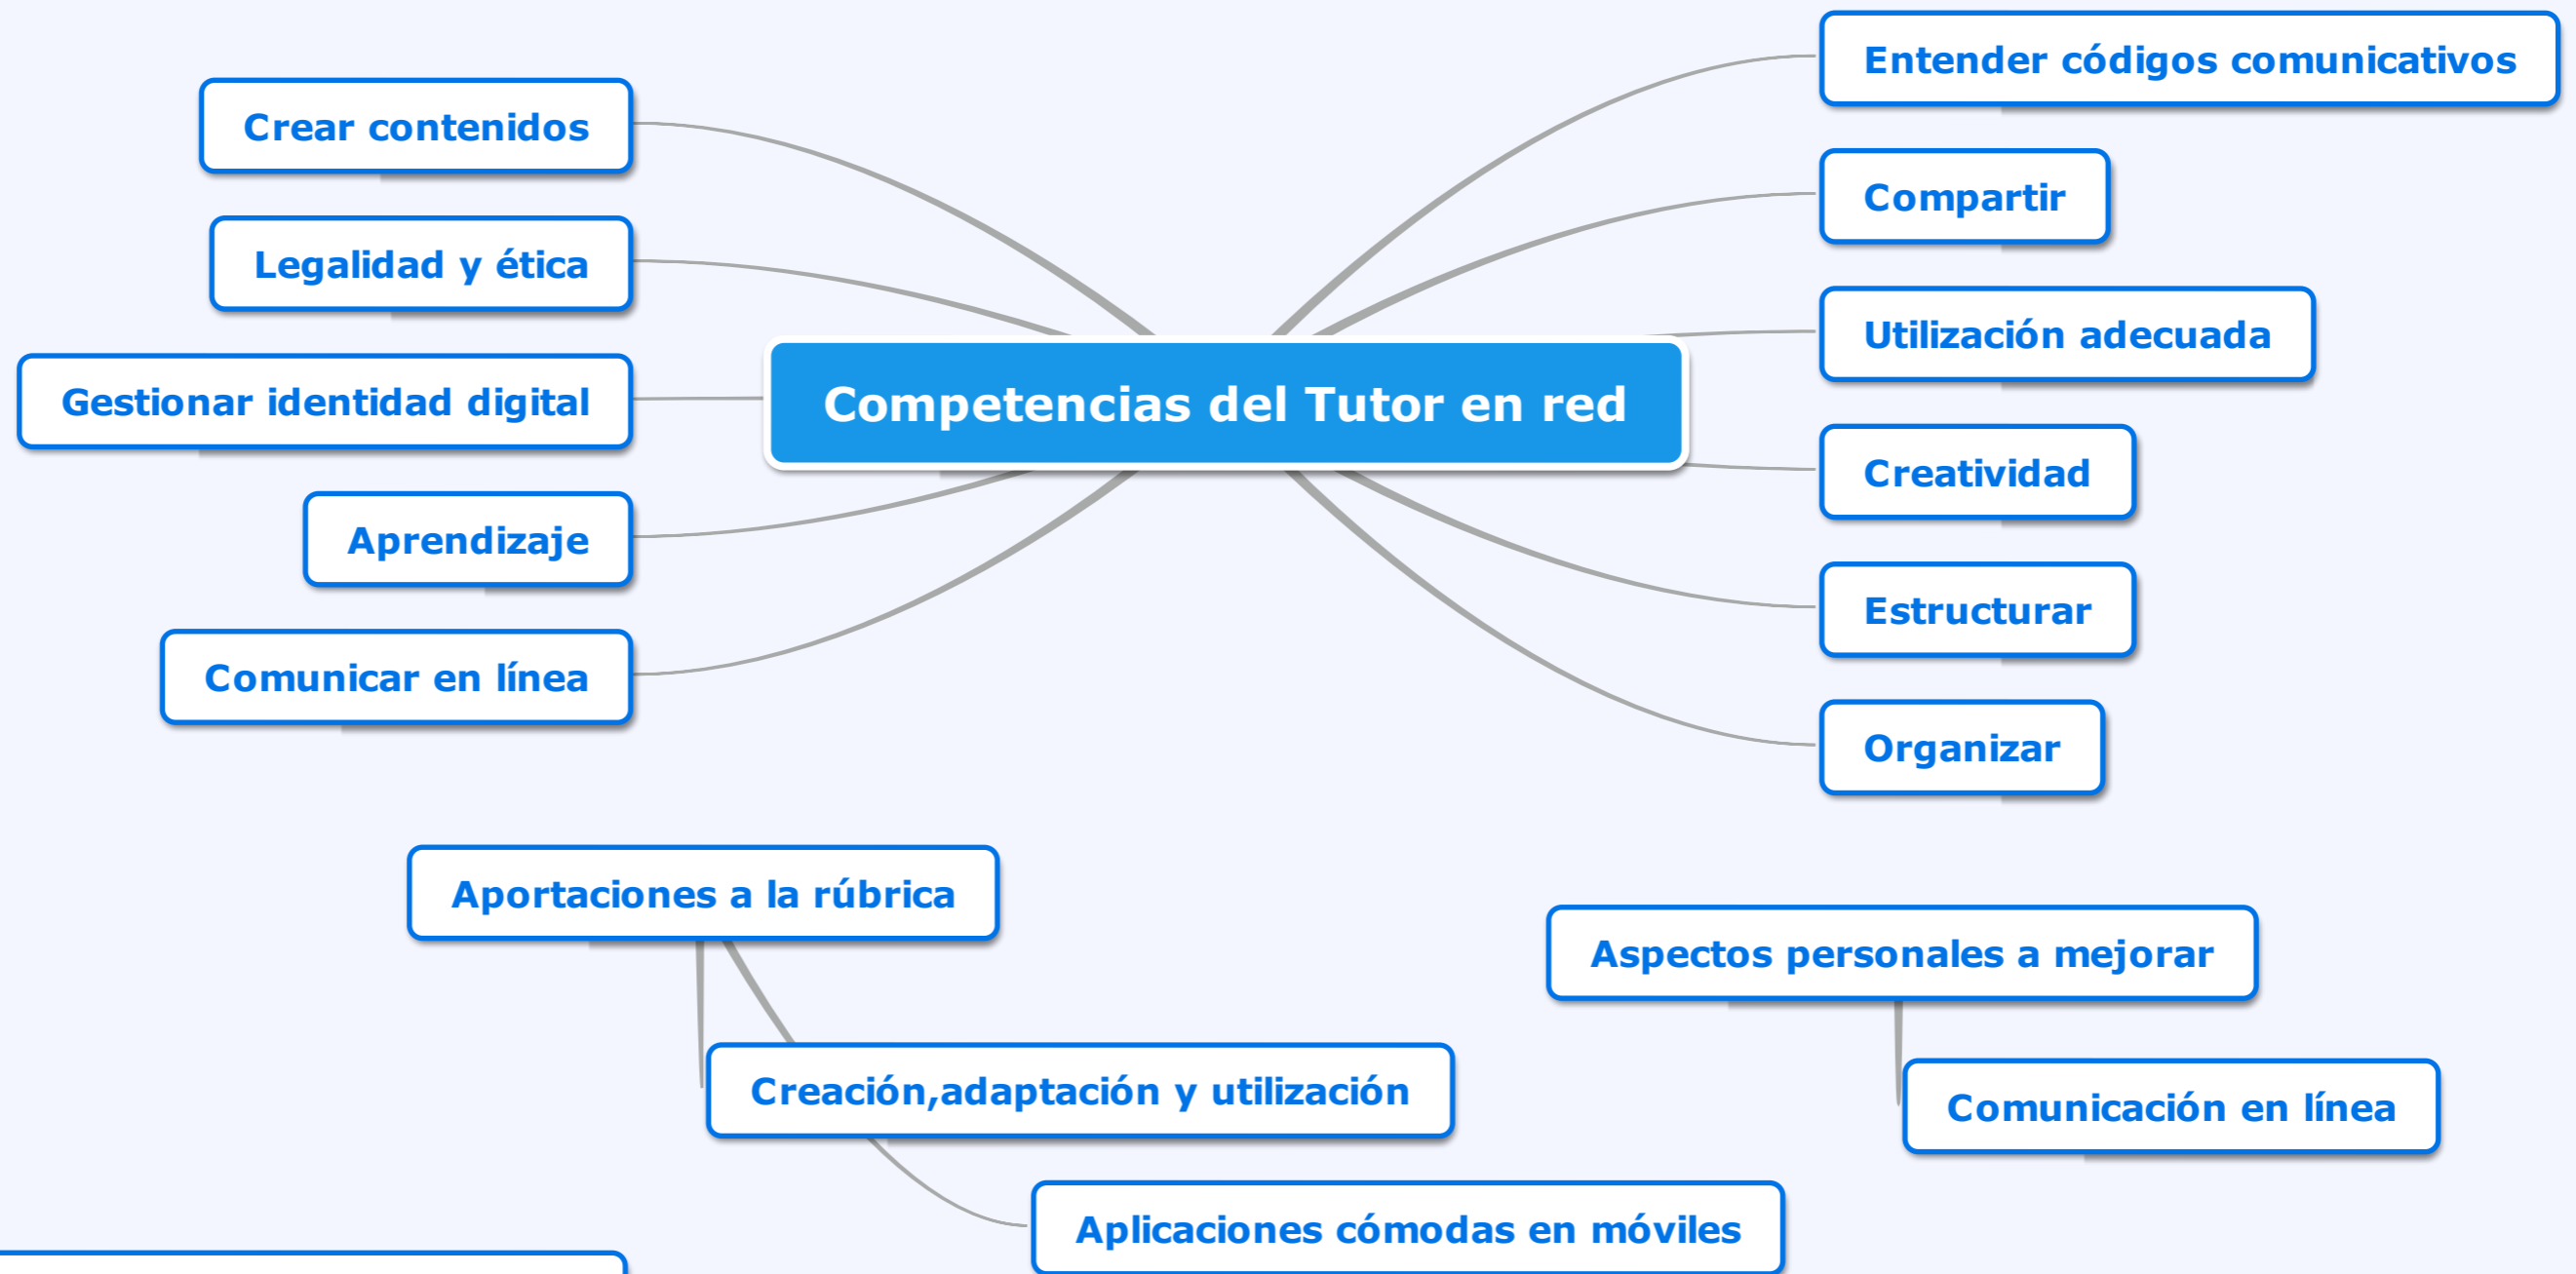 Entender códigos comunicativos
Crear contenidos
Compartir
Legalidad y ética
Utilización adecuada
Gestionar identidad digital
Competencias del Tutor en red
Creatividad
Aprendizaje
Estructurar
Comunicar en línea
Organizar
Aportaciones a la rúbrica
Aspectos personales a mejorar
Creación,adaptación y utilización
Comunicación en línea
Aplicaciones cómodas en móviles